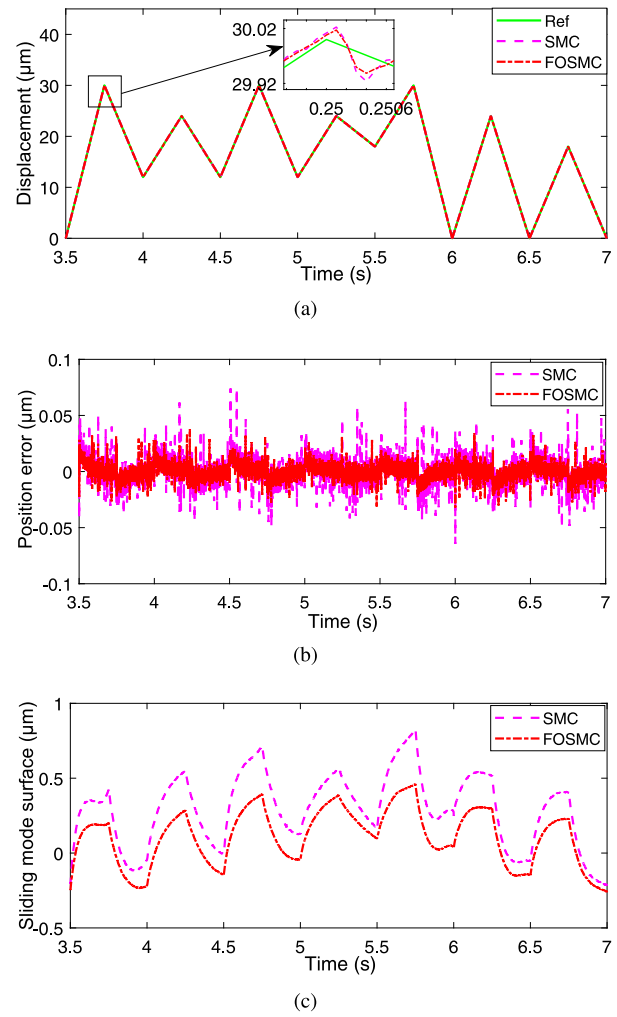 Displacement (μm)
40
30
20
10
0
30.02
29.92
0.25
0.2506
Ref
SMC
FOSMC
3.5 4 4.5 5 5.5 6 6.5 7
Time (s)
(a)
Position error (μm)
0.1
0.05
0
-0.05
-0.1
SMC
FOSMC
3.5 4 4.5 5 5.5 6 6.5 7
Time (s)
(b)
Sliding mode surface (μm)
1
0.5
0
-0.5
SMC
FOSMC
3.5 4 4.5 5 5.5 6 6.5 7
Time (s)
(c)